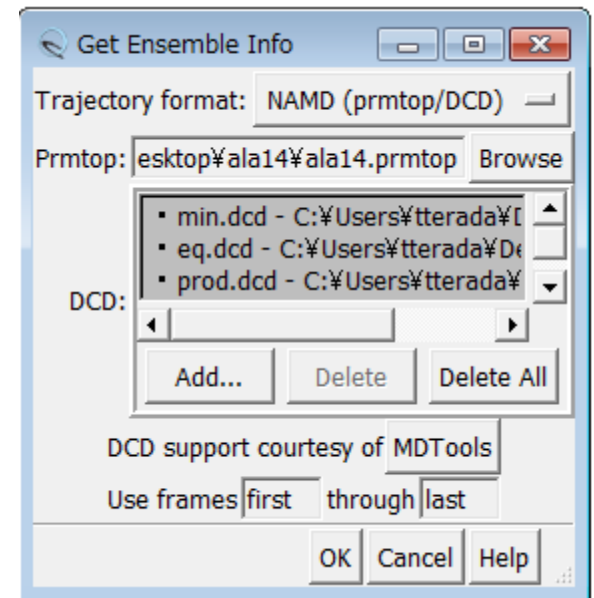 Get Ensemble Info
Trajectory format: NAMD (prmtop/DCD)
Prmtop: esktop¥ala14¥ala14.prmtop Browse
▪ min.dcd - C:¥Users¥tterada¥D
▪ eq.dcd - C:¥Users¥tterada¥De
▪ prod.dcd - C:¥Users¥tterada¥
DCD:
Add... Delete Delete All
DCD support courtesy of MDTools
Use frames first through last
OK Cancel Help